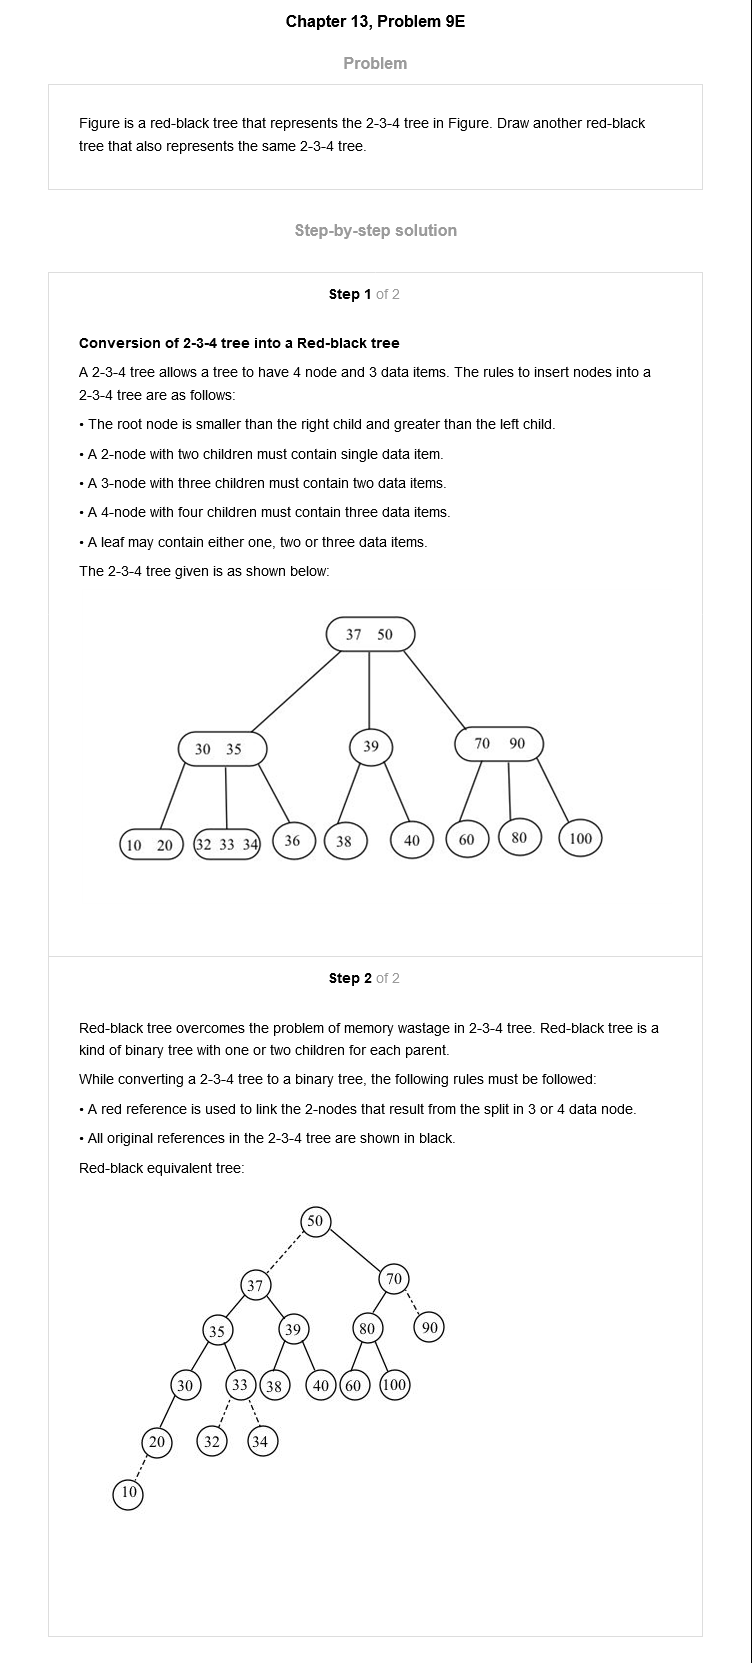 Chapter 13, Problem 9E
Problem
Figure is a red-black tree that represents the 2-3-4 tree in Figure. Draw another red-black
tree that also represents the same 2-3-4 tree.
Step-by-step solution
Step 1 of 2
Conversion of 2-3-4 tree into a Red-black tree
A 2-3-4 tree allows a tree to have 4 node and 3 data items. The rules to insert nodes into a
2-3-4 tree are as follows:
• The root node is smaller than the right child and greater than the left child.
• A 2-node with two children must contain single data item.
• A 3-node with three children must contain two data items.
• A 4-node with four children must contain three data items.
• A leaf may contain either one, two or three data items.
The 2-3-4 tree given is as shown below:
37 50
30 35 39 70 90
10 20 32 33 34 36 38 40 60 80 100
Step 2 of 2
Red-black tree overcomes the problem of memory wastage in 2-3-4 tree. Red-black tree is a
kind of binary tree with one or two children for each parent.
While converting a 2-3-4 tree to a binary tree, the following rules must be followed:
• A red reference is used to link the 2-nodes that result from the split in 3 or 4 data node.
• All original references in the 2-3-4 tree are shown in black.
Red-black equivalent tree:
50
37 70
35 39 80 90
30 33 38 40 60 100
20 32 34
10